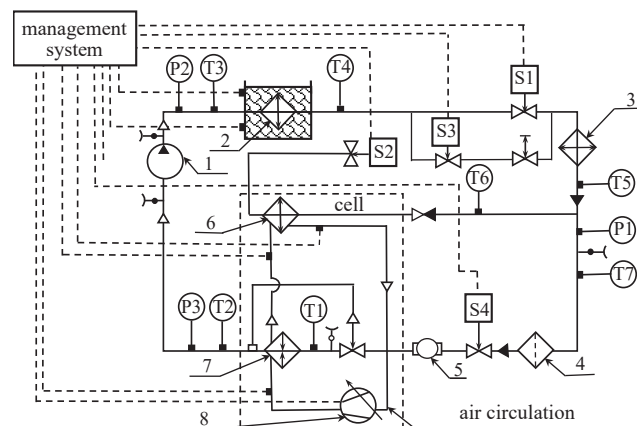 management
system
P2
T3
T4
S1
S3
S2
3
2
1
T6
T5
cell
6
P1
T7
S4
P3
T2
T1
7
5
4
8
air circulation